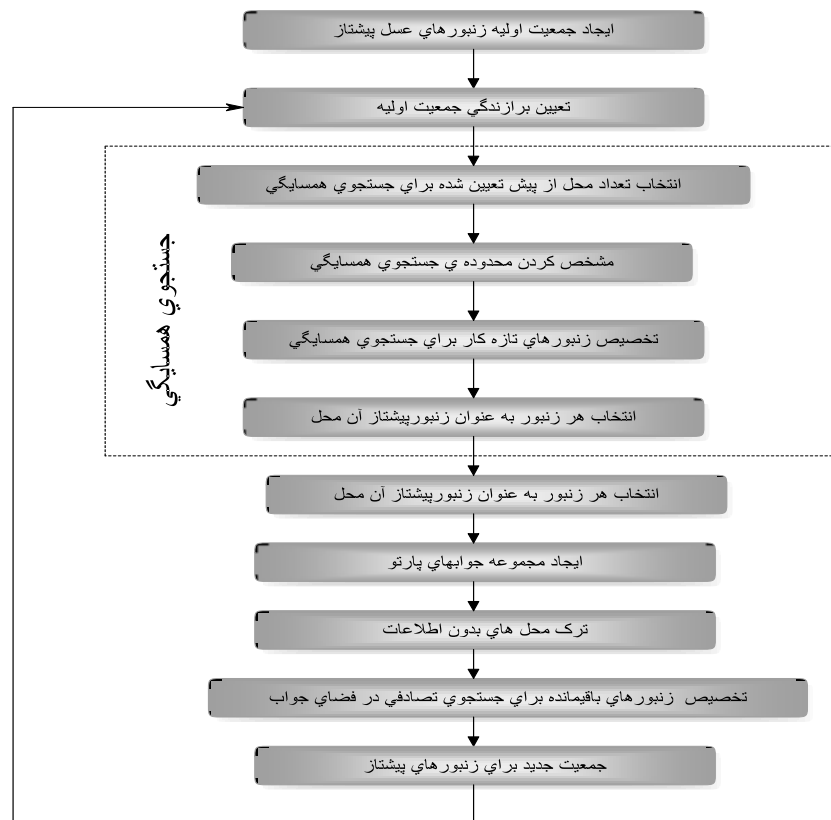 ايجاد جمعيت اوليه زنبورهاي عسل پيشتاز
تعيين برازندگي جمعيت اوليه
انتخاب تعداد محل از پيش تعيين شده براي جستجوي همسايگي
مشخص کردن محدوده ي جستجوي همسايگي
تخصيص زنبورهاي تازه کار براي جستجوي همسايگي
انتخاب هر زنبور به عنوان زنبورپيشتاز آن محل
جستجوي همسايگي
انتخاب هر زنبور به عنوان زنبورپيشتاز آن محل
ايجاد مجموعه جوابهاي پارتو
ترک محل هاي بدون اطلاعات
تخصيص زنبورهاي باقيمانده براي جستجوي تصادفي در فضاي جواب
جمعيت جديد براي زنبورهاي پيشتاز